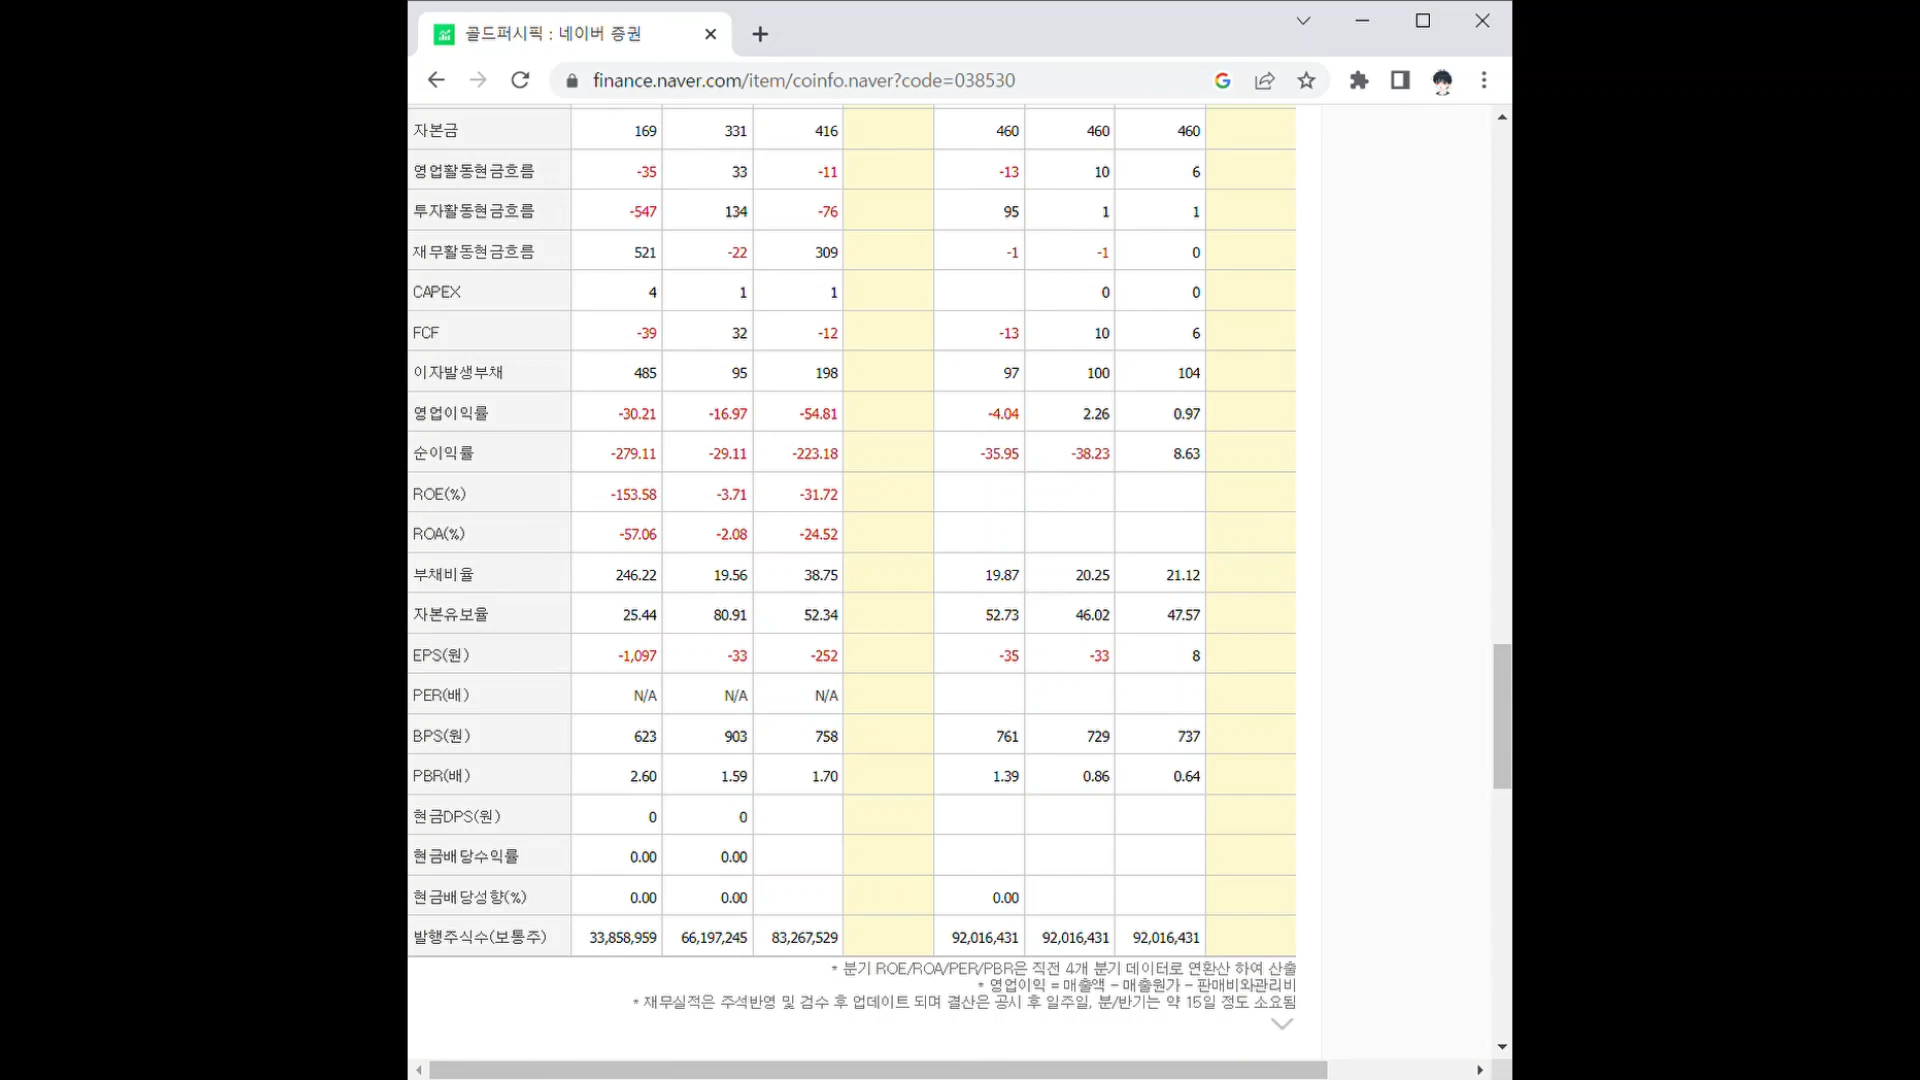 골드퍼시픽 : 네이버 증권
finance.naver.com/item/coinfo.naver?code=038530
자본금 169 331 416 460 460 460
영업활동현금흐름 -35 33 -11 -13 10 6
투자활동현금흐름 -547 134 -76 95 1 1
재무활동현금흐름 521 -22 309 -1 -1 0
CAPEX 4 1 1 0 0
FCF -39 32 -12 -13 10 6
이자발생부채 485 95 198 97 100 104
영업이익률 -30.21 -16.97 -54.81 -4.04 2.26 0.97
순이익률 -279.11 -29.11 -223.18 -35.95 -38.23 8.63
ROE(%) -153.58 -3.71 -31.72
ROA(%) -57.06 -2.08 -24.52
부채비율 246.22 19.56 38.75 19.87 20.25 21.12
자본유보율 25.44 80.91 52.34 52.73 46.02 47.57
EPS(원) -1,097 -33 -252 -35 -33 8
PER(배) N/A N/A N/A
BPS(원) 623 903 758 761 729 737
PBR(배) 2.60 1.59 1.70 1.39 0.86 0.64
현금DPS(원) 0 0
현금배당수익률 0.00 0.00
현금배당성향(%) 0.00 0.00 0.00
발행주식수(보통주) 33,858,959 66,197,245 83,267,529 92,016,431 92,016,431 92,016,431
* 분기 ROE/ROA/PER/PBR은 직전 4개 분기 데이터로 연환산 하여 산출
* 영업이익 = 매출액 - 매출원가 - 판매비와관리비
* 재무실적은 주석반영 및 검수 후 업데이트 되며 결산은 공시 후 일주일, 분/반기는 약 15일 정도 소요됨